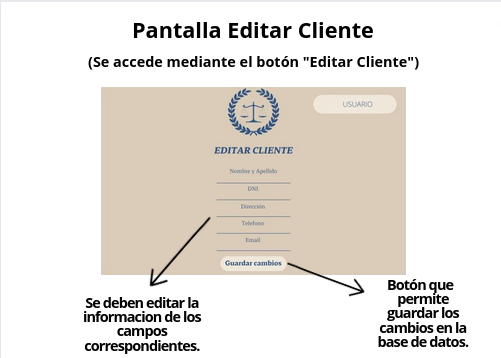 Pantalla Editar Cliente
(Se accede mediante el botón "Editar Cliente")
USUARIO
EDITAR CLIENTE
Nombre y Apellido
DNI
Dirección
Telefono
Email
Guardar cambios
Se deben editar la
informacion de los
campos
correspondientes.
Botón que
permite
guardar los
cambios en la
base de datos.